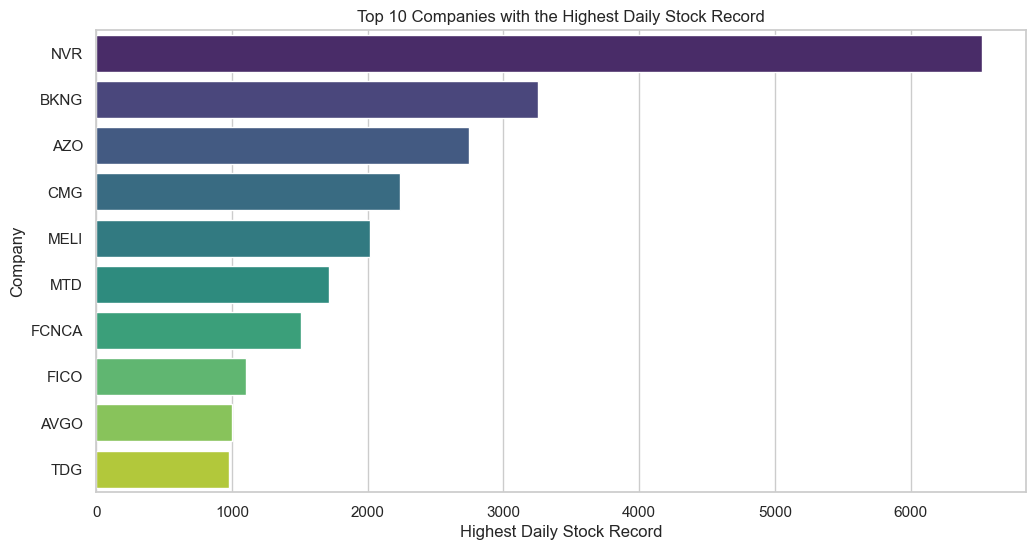 Top 10 Companies with the Highest Daily Stock Record
Company
NVR
BKNG
AZO
CMG
MELI
MTD
FCNCA
FICO
AVGO
TDG
0 1000 2000 3000 4000 5000 6000
Highest Daily Stock Record